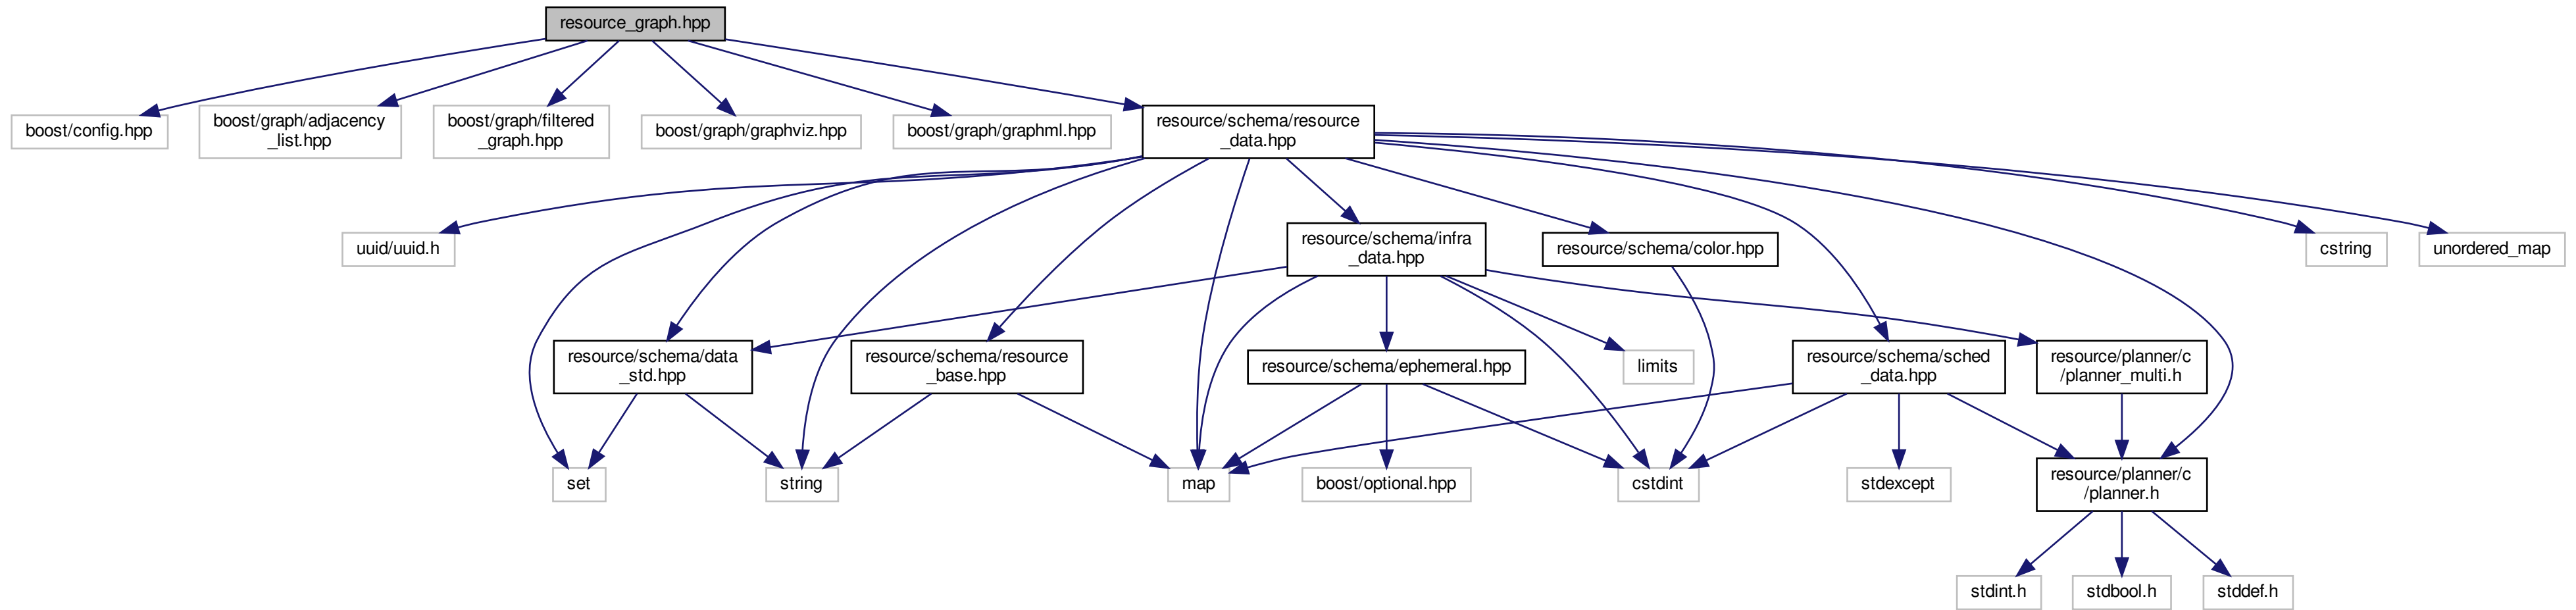 resource_graph.hpp
boost/config.hpp
boost/graph/adjacency
_list.hpp
boost/graph/filtered
_graph.hpp
boost/graph/graphviz.hpp
boost/graph/graphml.hpp
resource/schema/resource
_data.hpp
uuid/uuid.h
resource/schema/infra
_data.hpp
resource/schema/color.hpp
cstring
unordered_map
resource/schema/data
_std.hpp
resource/schema/resource
_base.hpp
resource/schema/ephemeral.hpp
limits
resource/schema/sched
_data.hpp
resource/planner/c
/planner_multi.h
set
string
map
boost/optional.hpp
cstdint
stdexcept
resource/planner/c
/planner.h
stdint.h
stdbool.h
stddef.h